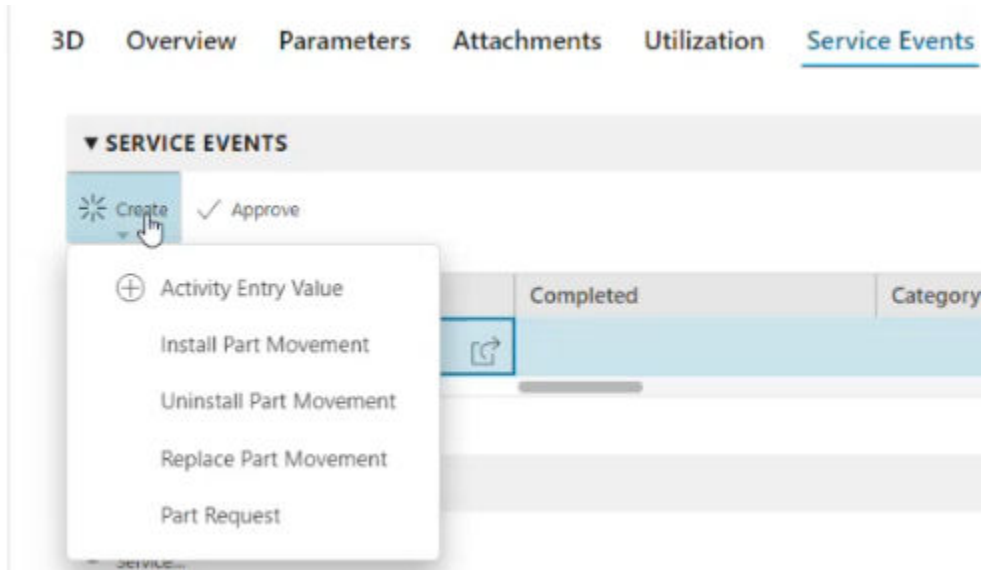 3D Overview Parameters Attachments Utilization Service Events
SERVICE EVENTS
Create Approve
Activity Entry Value
Completed Category
Install Part Movement
Uninstall Part Movement
Replace Part Movement
Part Request
Service...